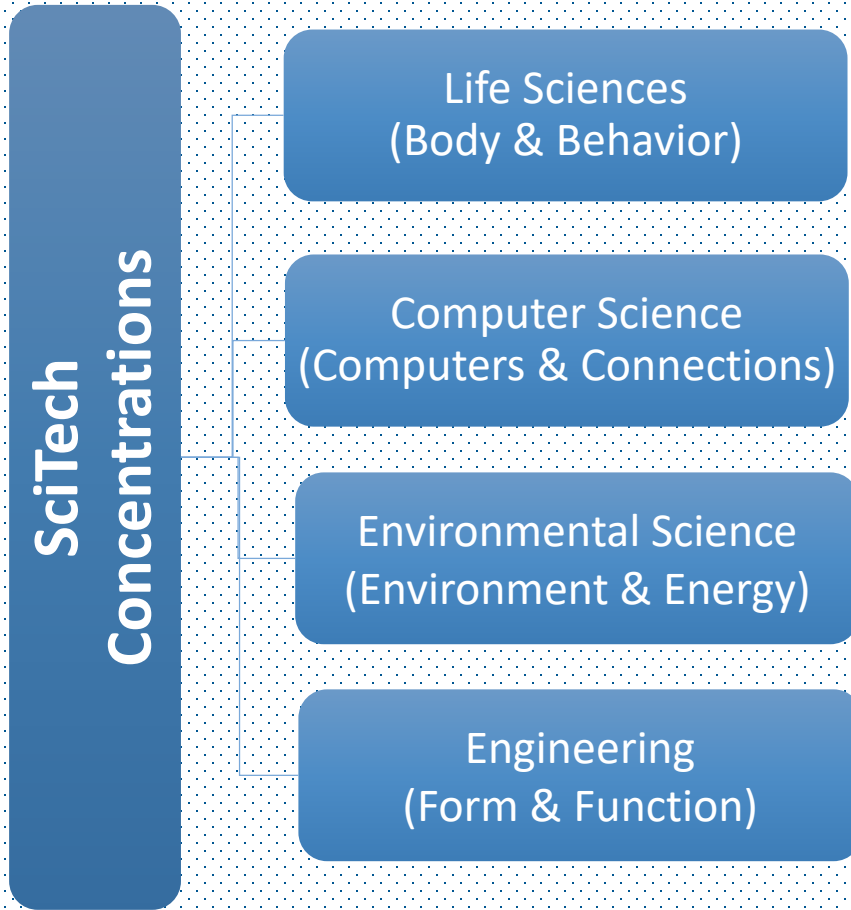 SciTech
Concentrations
Life Sciences
(Body & Behavior)
Computer Science
(Computers & Connections)
Environmental Science
(Environment & Energy)
Engineering
(Form & Function)